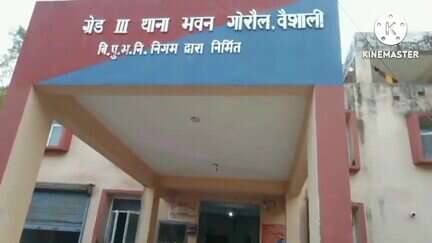 ग्रेड III थाना भवन गोरौल, वैशाली
बि.पु.भ.नि. निगम द्वारा निर्मित
KINEMASTER